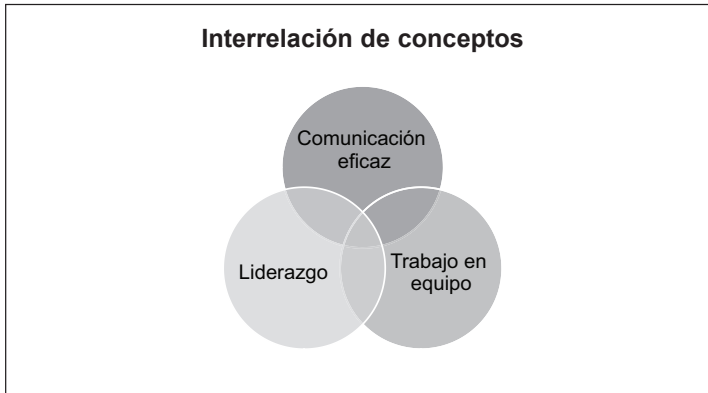 Interrelación de conceptos
Comunicación
eficaz
Liderazgo
Trabajo en
equipo